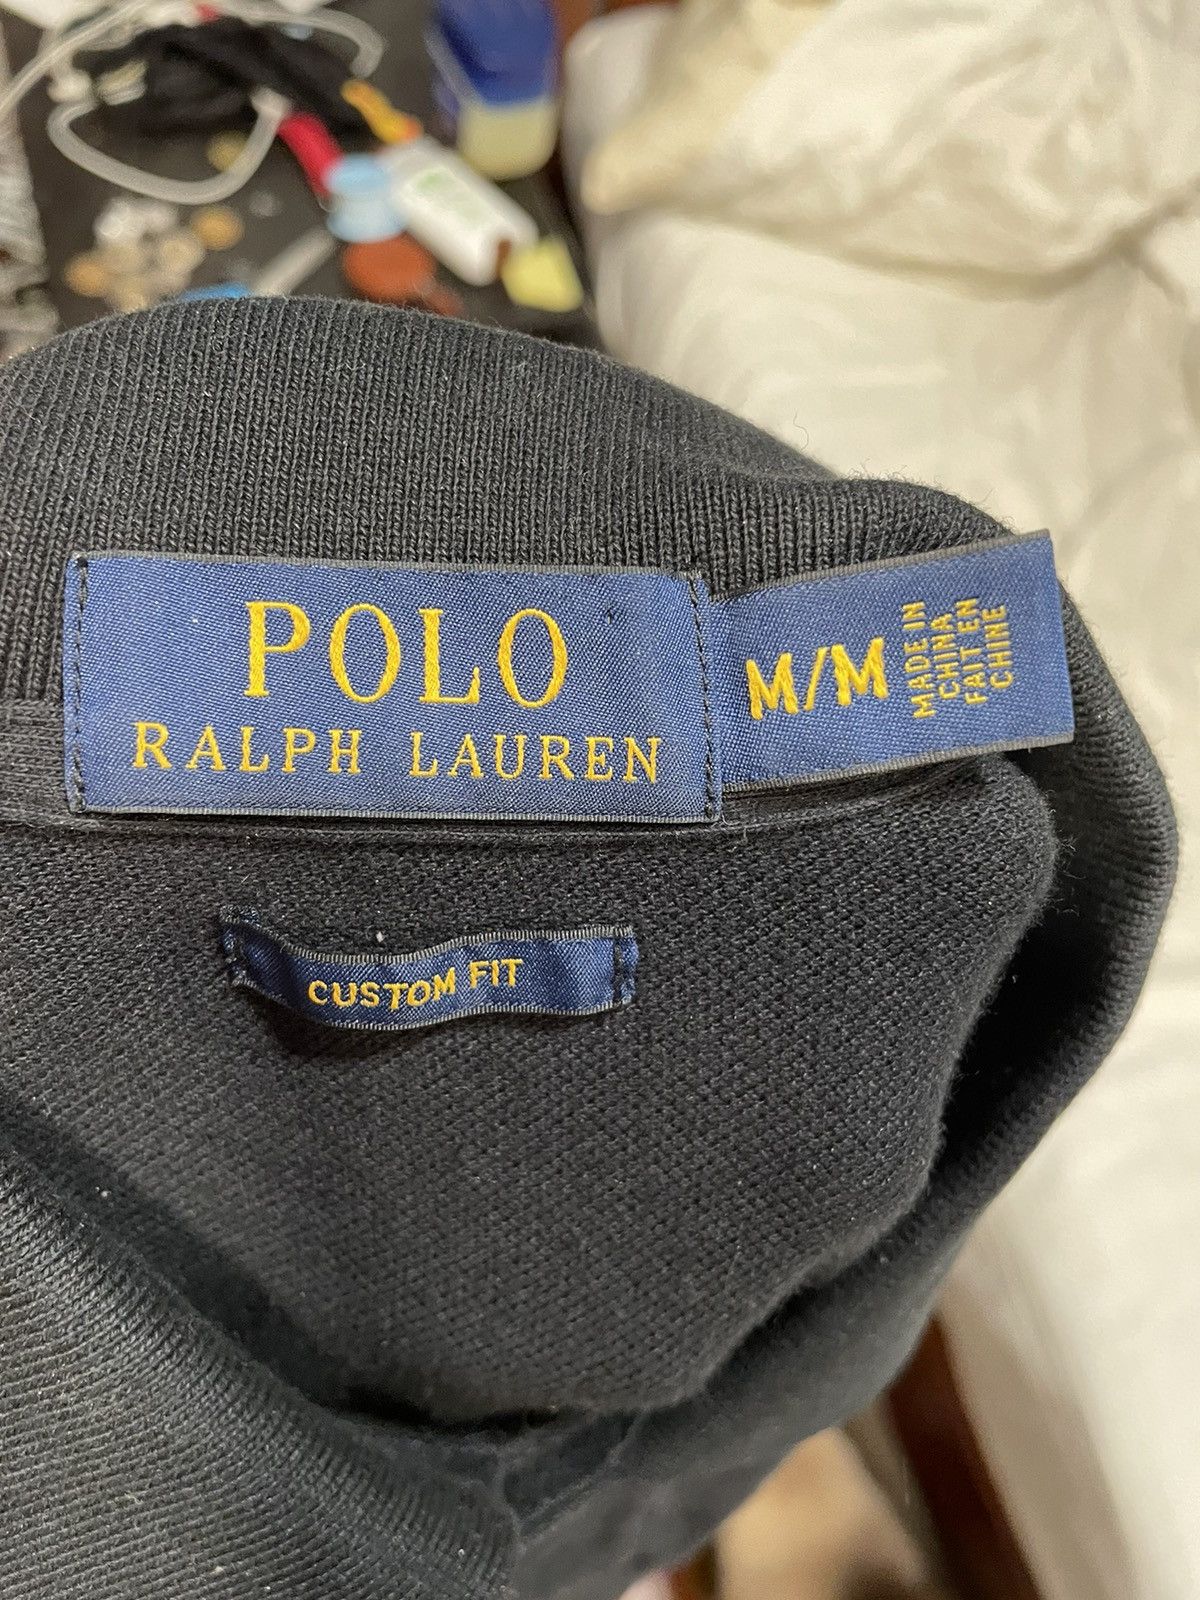 POLO
RALPH LAUREN
M/M
MADE IN
CHINA
FAIT EN
CHINE
CUSTOM FIT